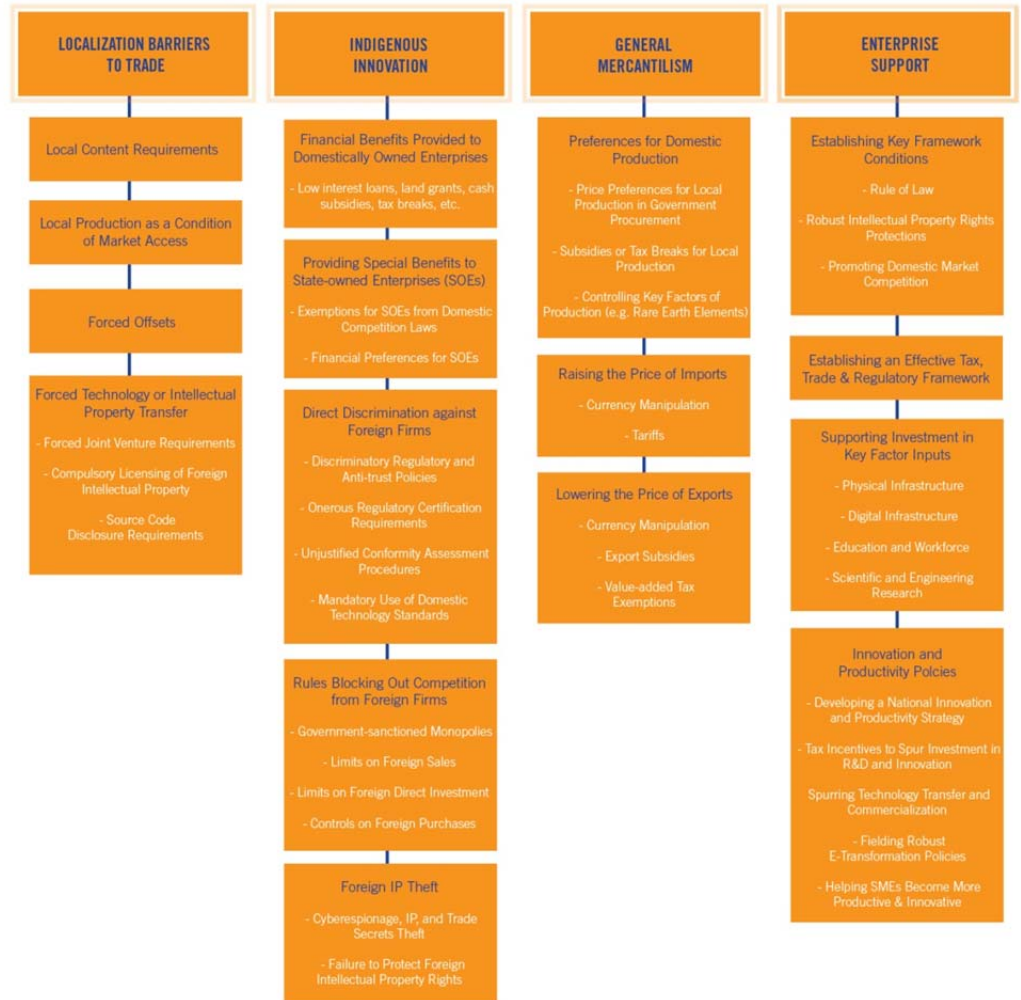 LOCALIZATION BARRIERS
TO TRADE
Local Content Requirements
Local Production as a Condition
of Market Access
Forced Offsets
Forced Technology or Intellectual
Property Transfer
- Forced Joint Venture Requirements
- Compulsory Licensing of Foreign
Intellectual Property
- Source Code
Disclosure Requirements
INDIGENOUS
INNOVATION
Financial Benefits Provided to
Domestically Owned Enterprises
- Low interest loans, land grants, cash
subsidies, tax breaks, etc.
Providing Special Benefits to
State-owned Enterprises (SOEs)
- Exemptions for SOEs from Domestic
Competition Laws
- Financial Preferences for SOEs
Direct Discrimination against
Foreign Firms
- Discriminatory Regulatory and
Anti-trust Policies
- Onerous Regulatory Certification
Requirements
- Unjustified Conformity Assessment
Procedures
- Mandatory Use of Domestic
Technology Standards
Rules Blocking Out Competition
from Foreign Firms
- Government-sanctioned Monopolies
- Limits on Foreign Sales
- Limits on Foreign Direct Investment
- Controls on Foreign Purchases
Foreign IP Theft
- Cyberespionage, IP, and Trade
Secrets Theft
- Failure to Protect Foreign
Intellectual Property Rights
GENERAL
MERCANTILISM
Preferences for Domestic
Production
- Price Preferences for Local
Production in Government
Procurement
- Subsidies or Tax Breaks for Local
Production
- Controlling Key Factors of
Production (e.g. Rare Earth Elements)
Raising the Price of Imports
- Currency Manipulation
- Tariffs
Lowering the Price of Exports
- Currency Manipulation
- Export Subsidies
- Value-added Tax
Exemptions
ENTERPRISE
SUPPORT
Establishing Key Framework
Conditions
- Rule of Law
- Robust Intellectual Property Rights
Protections
- Promoting Domestic Market
Competition
Establishing an Effective Tax,
Trade & Regulatory Framework
Supporting Investment in
Key Factor Inputs
- Physical Infrastructure
- Digital Infrastructure
- Education and Workforce
- Scientific and Engineering
Research
Innovation and
Productivity Polcies
- Developing a National Innovation
and Productivity Strategy
- Tax Incentives to Spur Investment in
R&D and Innovation
Spurring Technology Transfer and
Commercialization
- Fielding Robust
E-Transformation Policies
- Helping SMEs Become More
Productive & Innovative